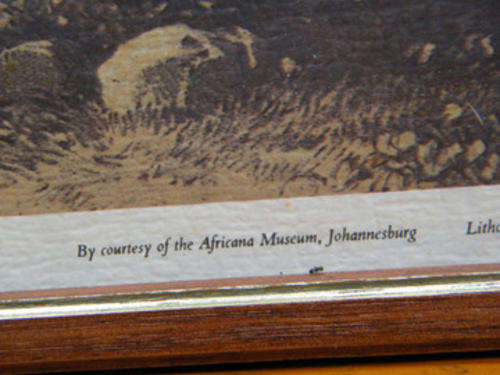 By courtesy of the Africana Museum, Johannesburg